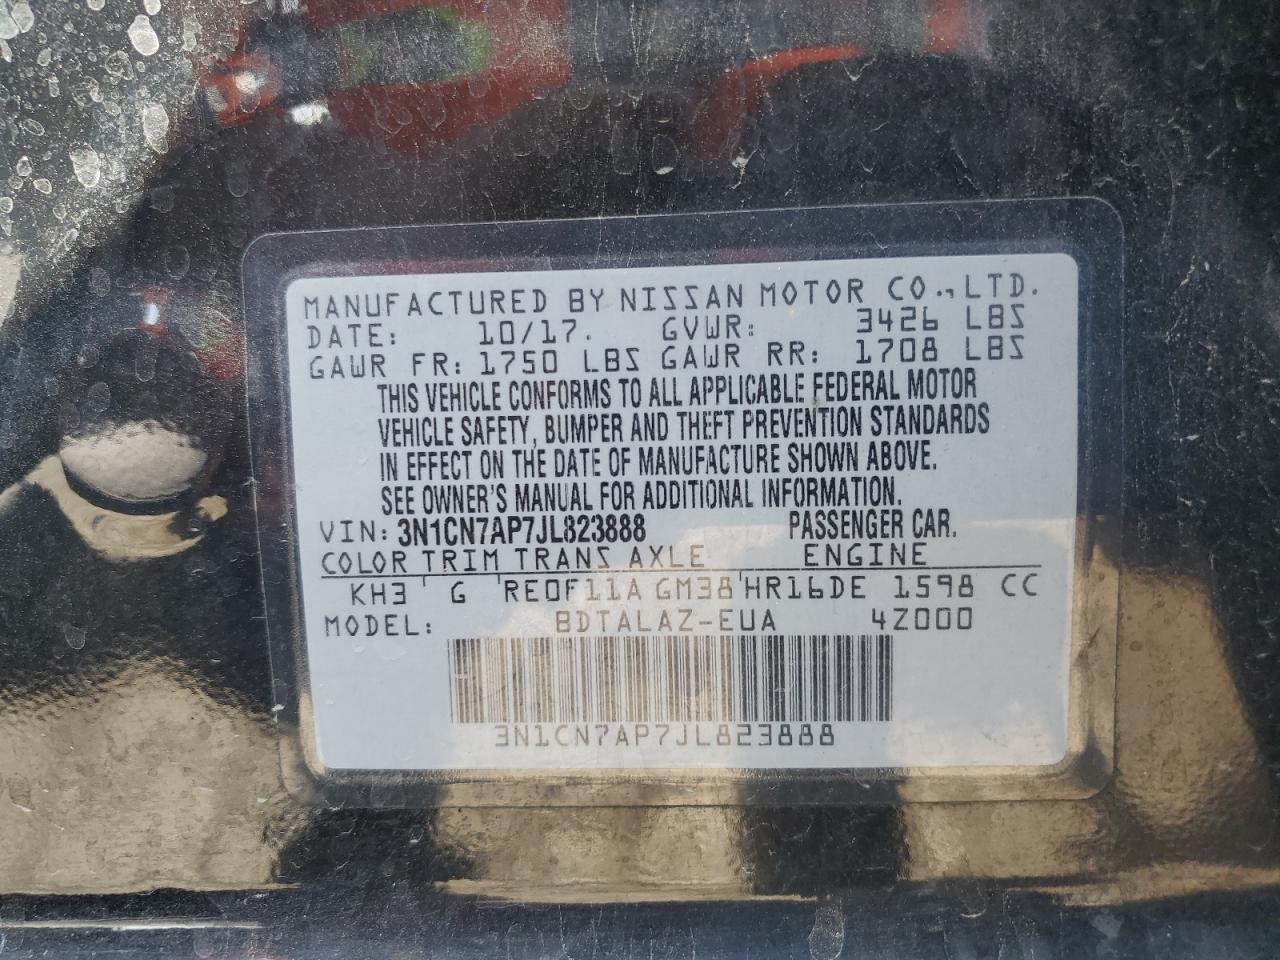 MANUFACTURED BY NISSAN MOTOR CO.,LTD.
DATE: 10/17. GVWR: 3426 LBS
GAWR FR: 1750 LBS GAWR RR: 1708 LBS
THIS VEHICLE CONFORMS TO ALL APPLICABLE FEDERAL MOTOR
VEHICLE SAFETY, BUMPER AND THEFT PREVENTION STANDARDS
IN EFFECT ON THE DATE OF MANUFACTURE SHOWN ABOVE.
SEE OWNER'S MANUAL FOR ADDITIONAL INFORMATION.
VIN: 3N1CN7AP7JL823888 PASSENGER CAR.
COLOR TRIM TRANS AXLE ENGINE
KH3 ' G ' RE0F11A GM38 ' HR16DE 1598 CC
MODEL: BDTALAZ-EUA 4Z000
3N1CN7AP7JL823888